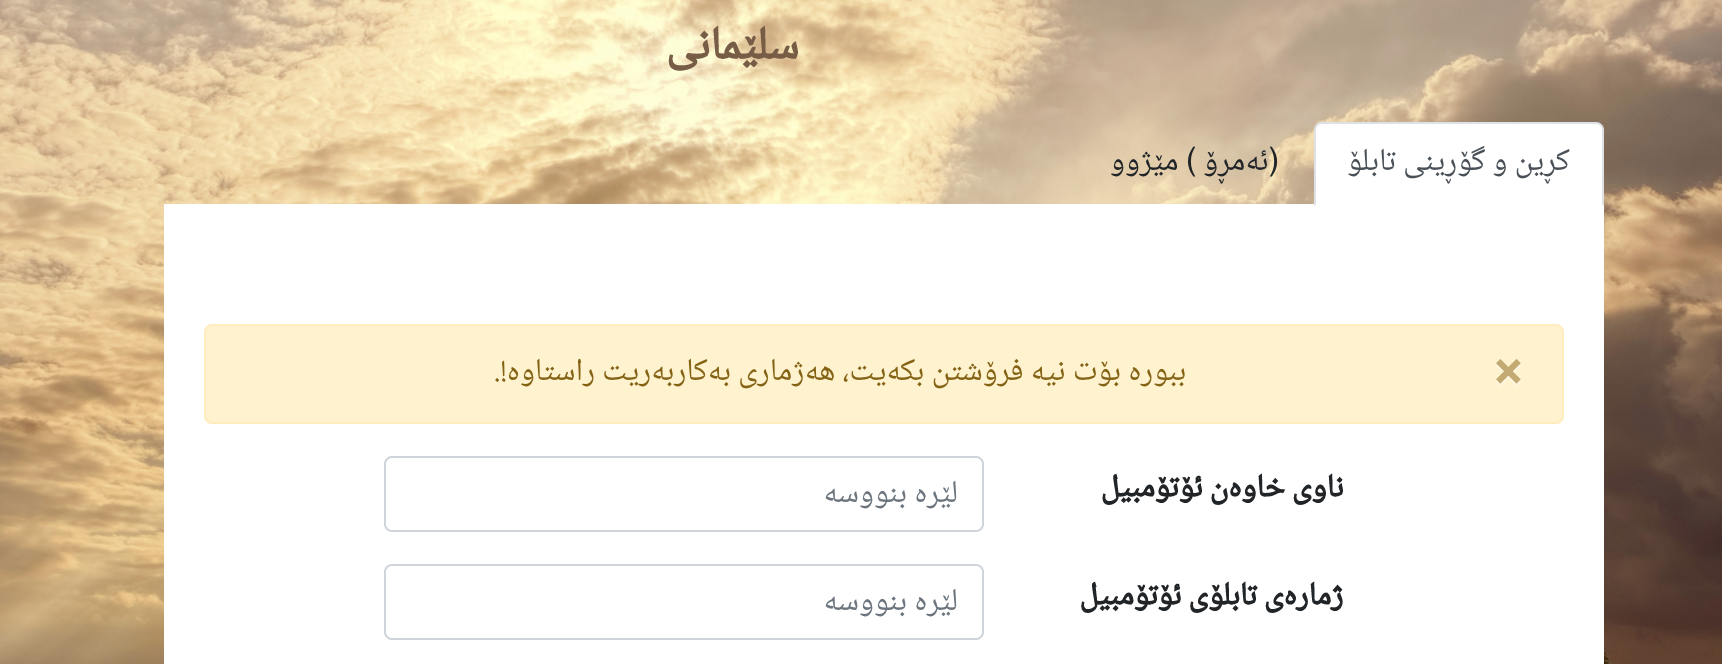 سلێمانی
کڕین و گۆڕینی تابلۆ
(ئەمڕۆ ) مێژوو
ببورە بۆت نیە فرۆشتن بکەیت، هەژماری بەکاربەریت راستاوە!.
×
ناوی خاوەن ئۆتۆمبیل
لێرە بنووسە
ژمارەی تابلۆی ئۆتۆمبیل
لێرە بنووسە